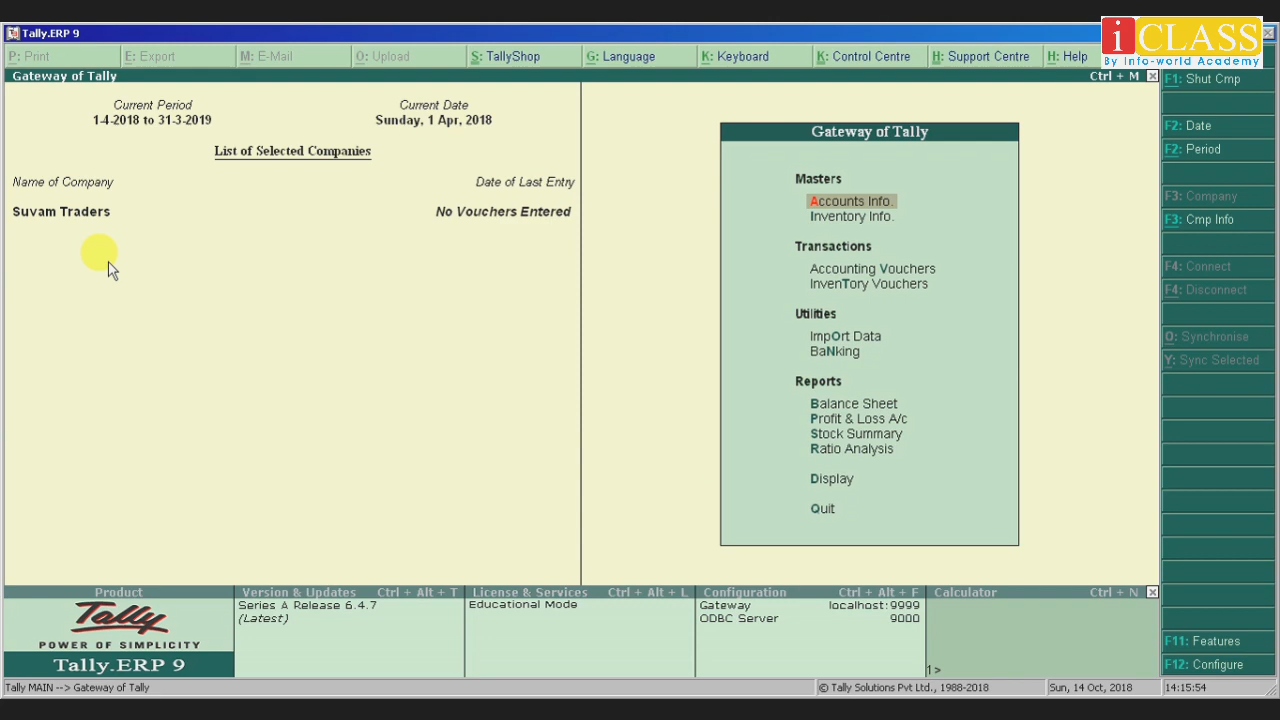 Tally.ERP 9
iCLASS
By Info-world Academy
P: Print
E: Export
M: E-Mail
O: Upload
S: TallyShop
G: Language
K: Keyboard
K: Control Centre
H: Support Centre
H: Help
Gateway of Tally
Ctrl + M
Current Period
1-4-2018 to 31-3-2019
Current Date
Sunday, 1 Apr, 2018
List of Selected Companies
Name of Company
Date of Last Entry
Suvam Traders
No Vouchers Entered
Gateway of Tally
Masters
Accounts Info.
Inventory Info.
Transactions
Accounting Vouchers
InvenTory Vouchers
Utilities
ImpOrt Data
BaNking
Reports
Balance Sheet
Profit & Loss A/c
Stock Summary
Ratio Analysis
Display
Quit
F1: Shut Cmp
F2: Date
F2: Period
F3: Company
F3: Cmp Info
F4: Connect
F4: Disconnect
O: Synchronise
Y: Sync Selected
F11: Features
F12: Configure
Product
Tally
POWER OF SIMPLICITY
Tally.ERP 9
Version & Updates Ctrl + Alt + T
Series A Release 6.4.7
(Latest)
License & Services Ctrl + Alt + L
Educational Mode
Configuration Ctrl + Alt + F
Gateway localhost:9999
ODBC Server 9000
Calculator Ctrl + N
1>
Tally MAIN --> Gateway of Tally
© Tally Solutions Pvt Ltd., 1988-2018
Sun, 14 Oct, 2018
14:15:54